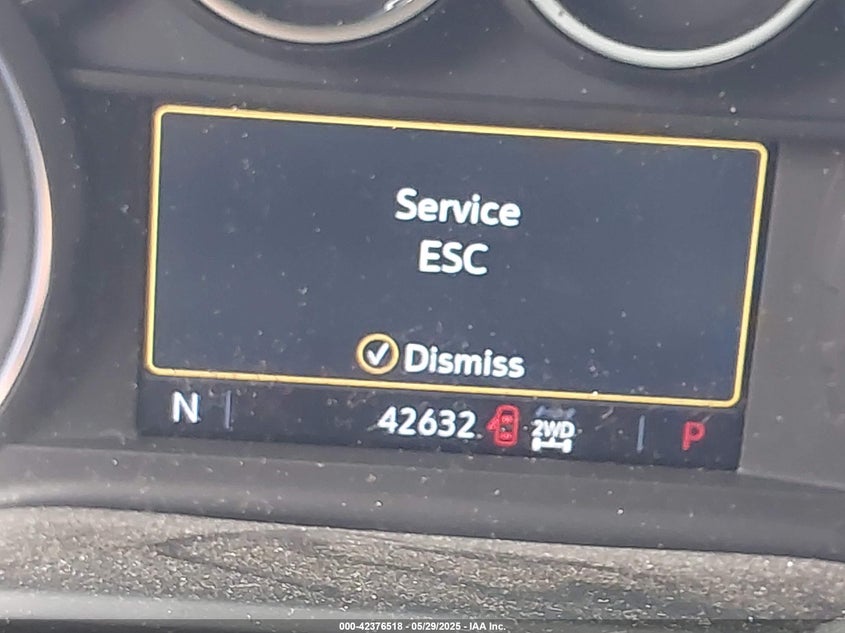 Service
ESC
Dismiss
N 42632 2WD P
000-42376518 - 05/29/2025 - IAA Inc.